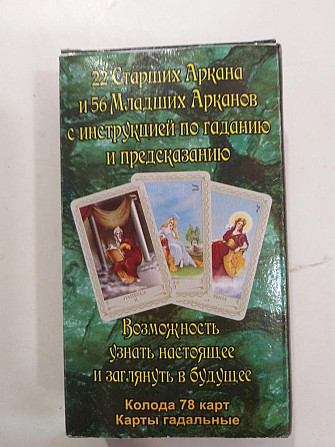 22 Старших Аркана
и 56 Младших Арканов
с инструкцией по гаданию
и предсказанию
Возможность
узнать настоящее
и заглянуть в будущее
Колода 78 карт
Карты гадальные